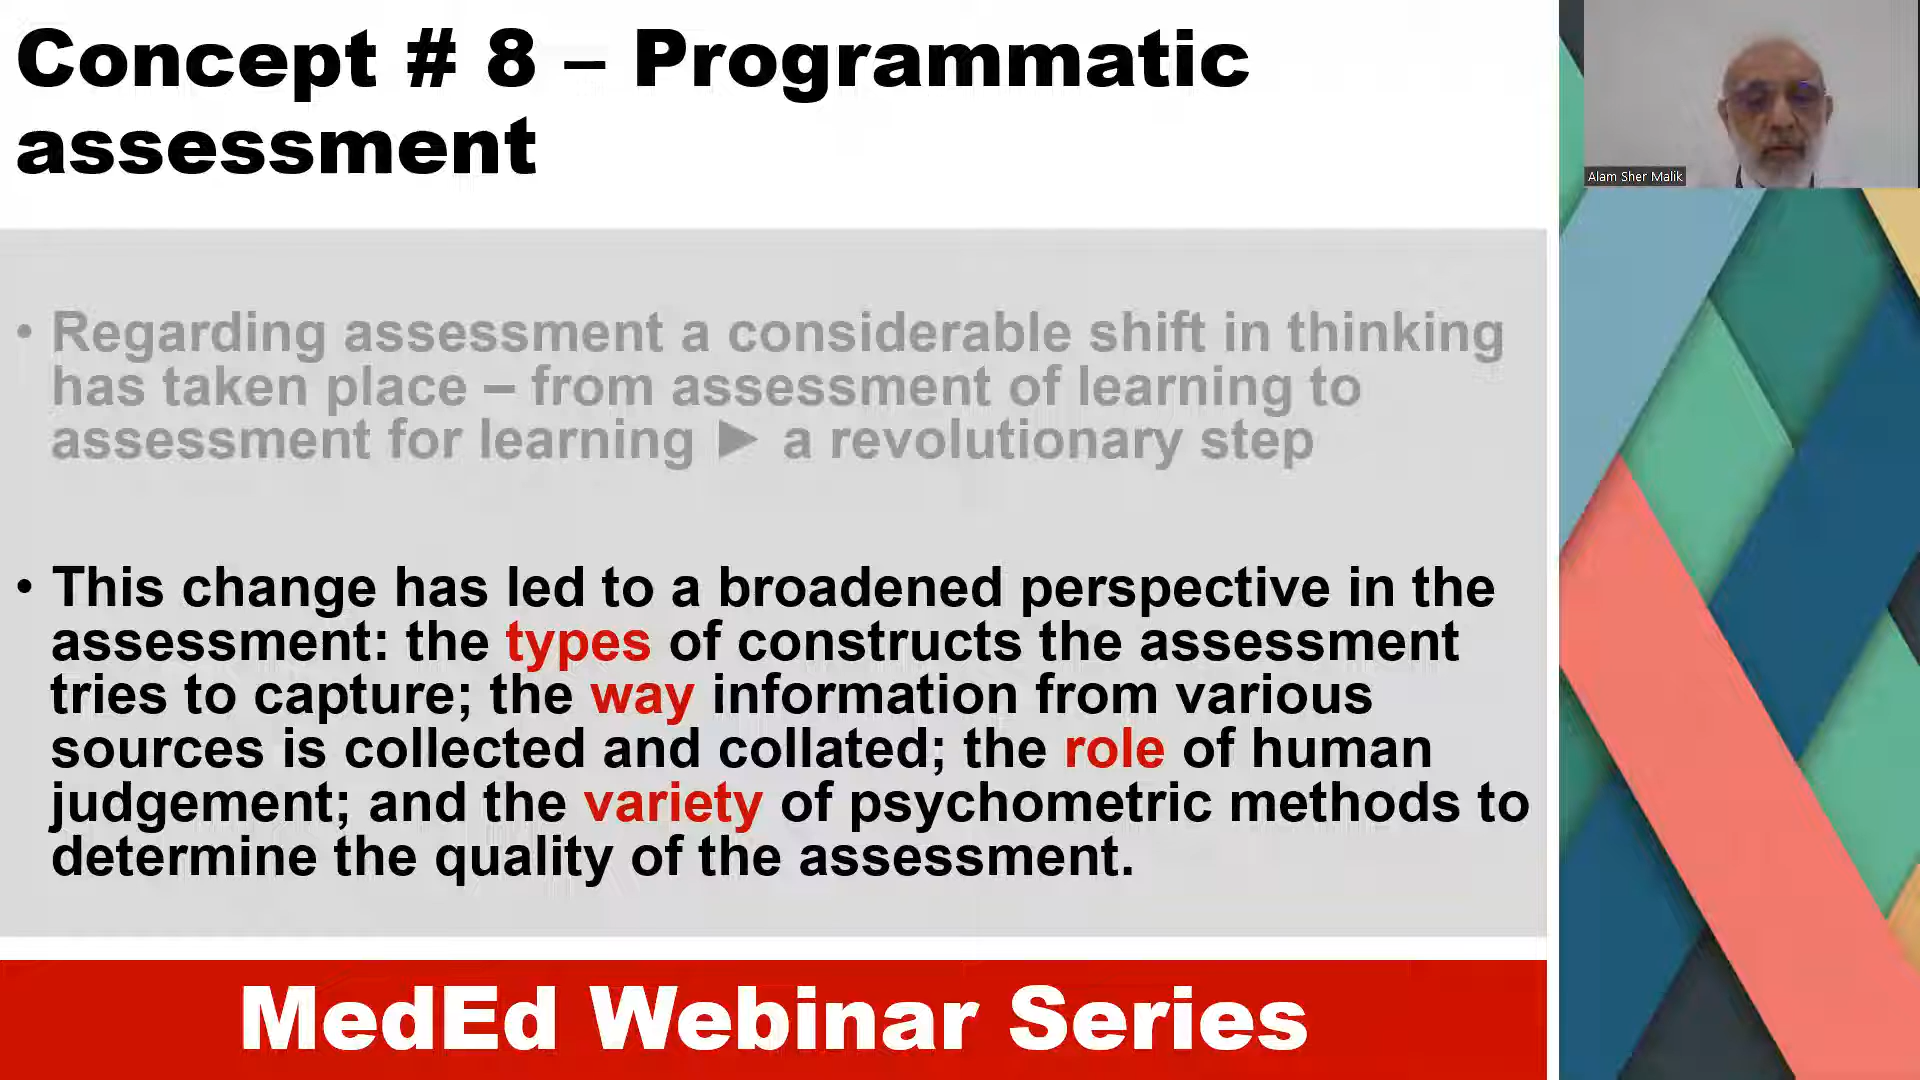 Concept # 8 – Programmatic
assessment
Alam Sher Malik
• Regarding assessment a considerable shift in thinking
has taken place – from assessment of learning to
assessment for learning ► a revolutionary step
• This change has led to a broadened perspective in the
assessment: the types of constructs the assessment
tries to capture; the way information from various
sources is collected and collated; the role of human
judgement; and the variety of psychometric methods to
determine the quality of the assessment.
MedEd Webinar Series